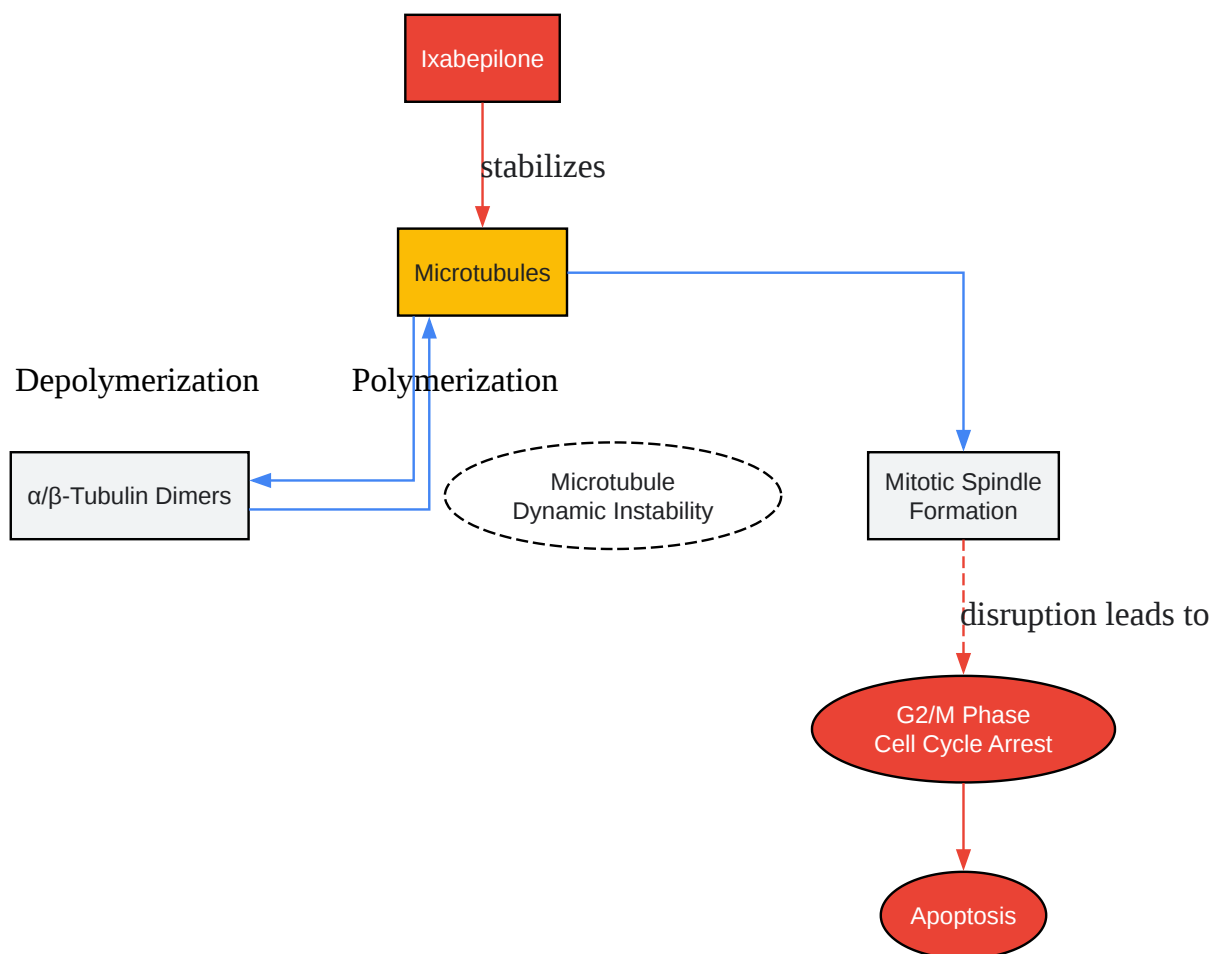 Ixabepilone
stabilizes
Microtubules
Depolymerization
Polymerization
α/β-Tubulin Dimers
Microtubule
Dynamic Instability
Mitotic Spindle
Formation
disruption leads to
G2/M Phase
Cell Cycle Arrest
Apoptosis